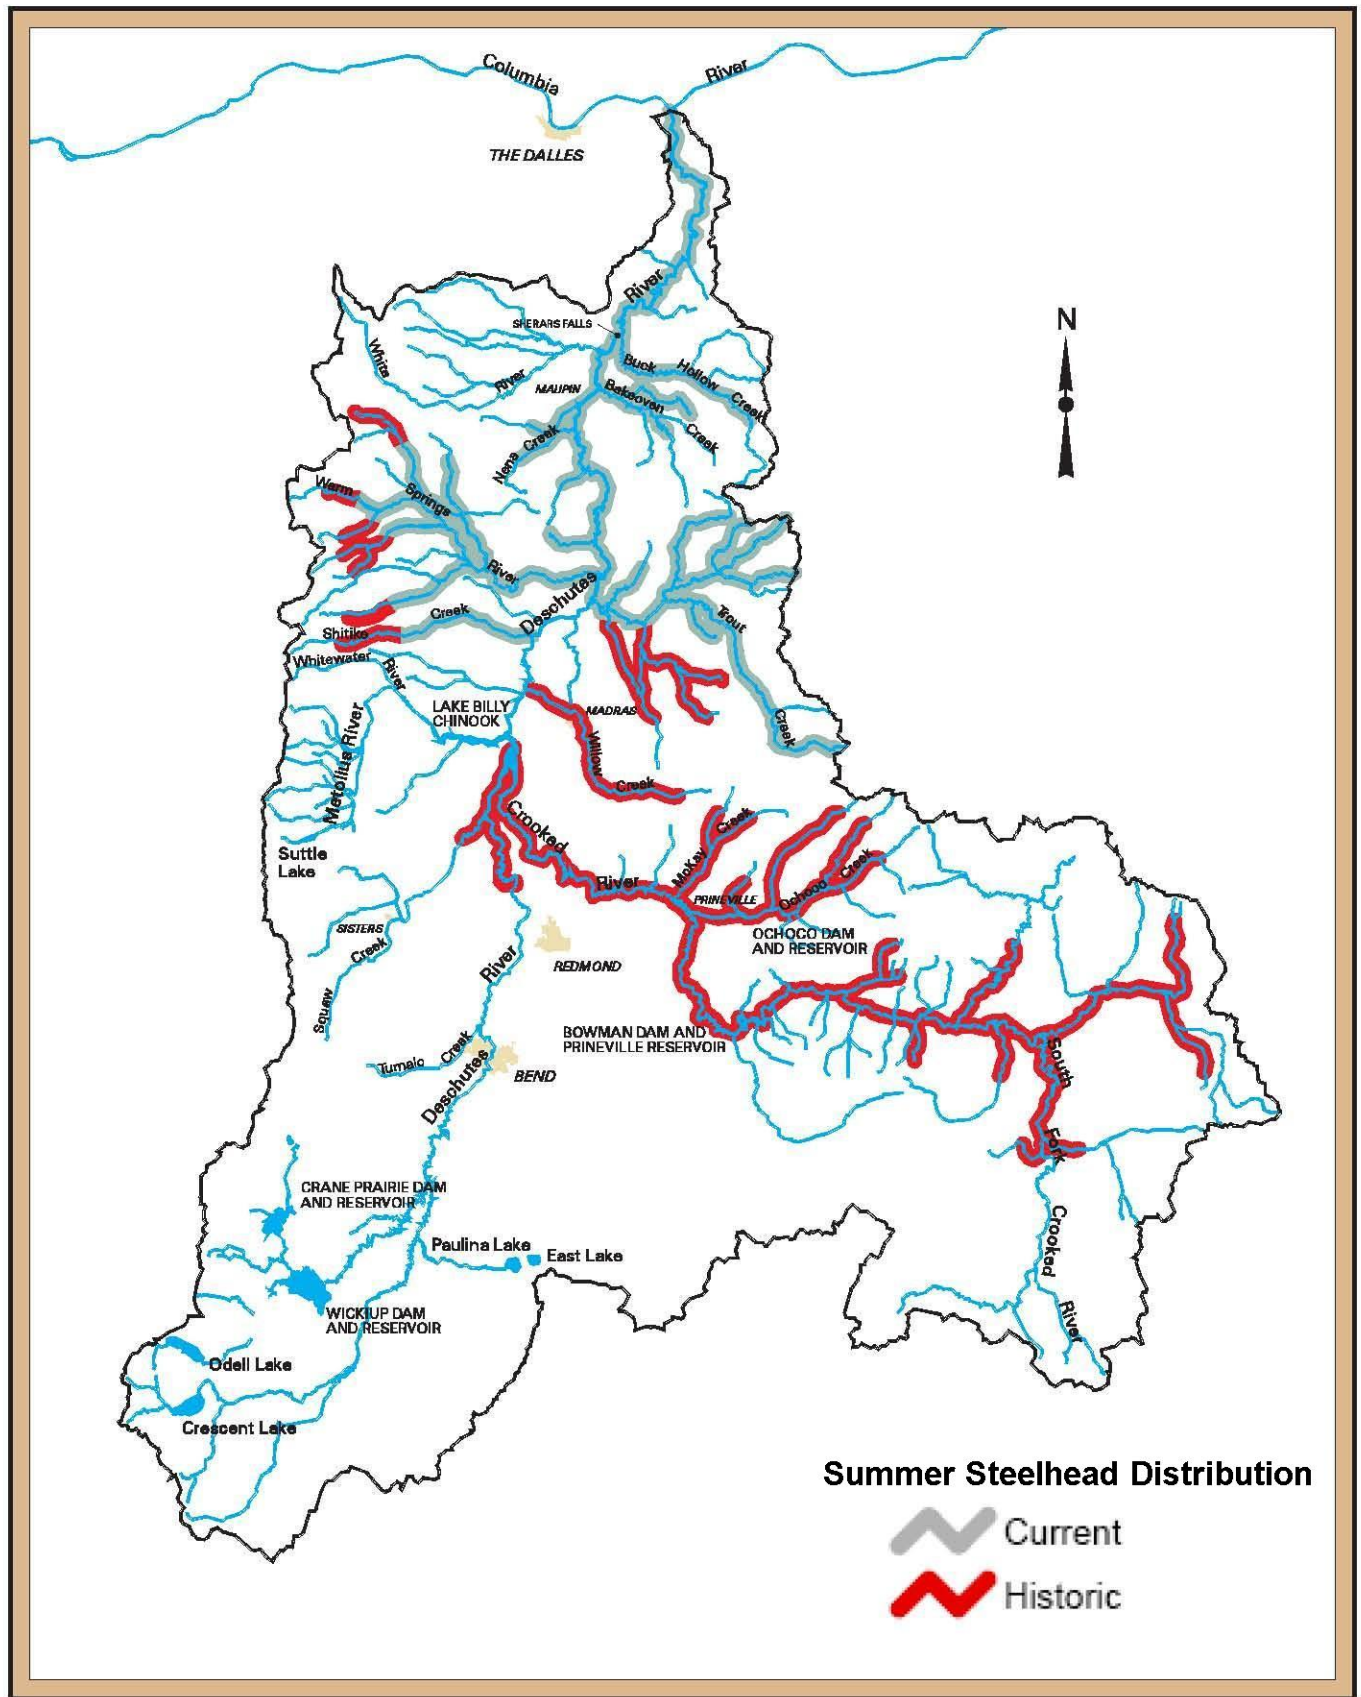 Columbia
River
THE DALLES
River
SHERARS FALLS
White
River
MAUPIN
Buck
Hollow
Creek
Bakeoven
Creek
Nena
Creek
Warm
Springs
River
Deschutes
Shitike
Creek
Trout
Creek
Whitewater
River
LAKE BILLY
CHINOOK
MADRAS
Metolius River
Willow
Creek
Suttle
Lake
Crooked
River
McKay
Creek
PRINEVILLE
Ochoco
Creek
OCHOCO DAM
AND RESERVOIR
SISTERS
Squaw
Creek
River
REDMOND
BOWMAN DAM AND
PRINEVILLE RESERVOIR
Tumalo
Creek
Deschutes
BEND
South
Fork
Crooked
River
CRANE PRAIRIE DAM
AND RESERVOIR
Paulina Lake
East Lake
WICKIUP DAM
AND RESERVOIR
Odell Lake
Crescent Lake
N
Summer Steelhead Distribution
Current
Historic